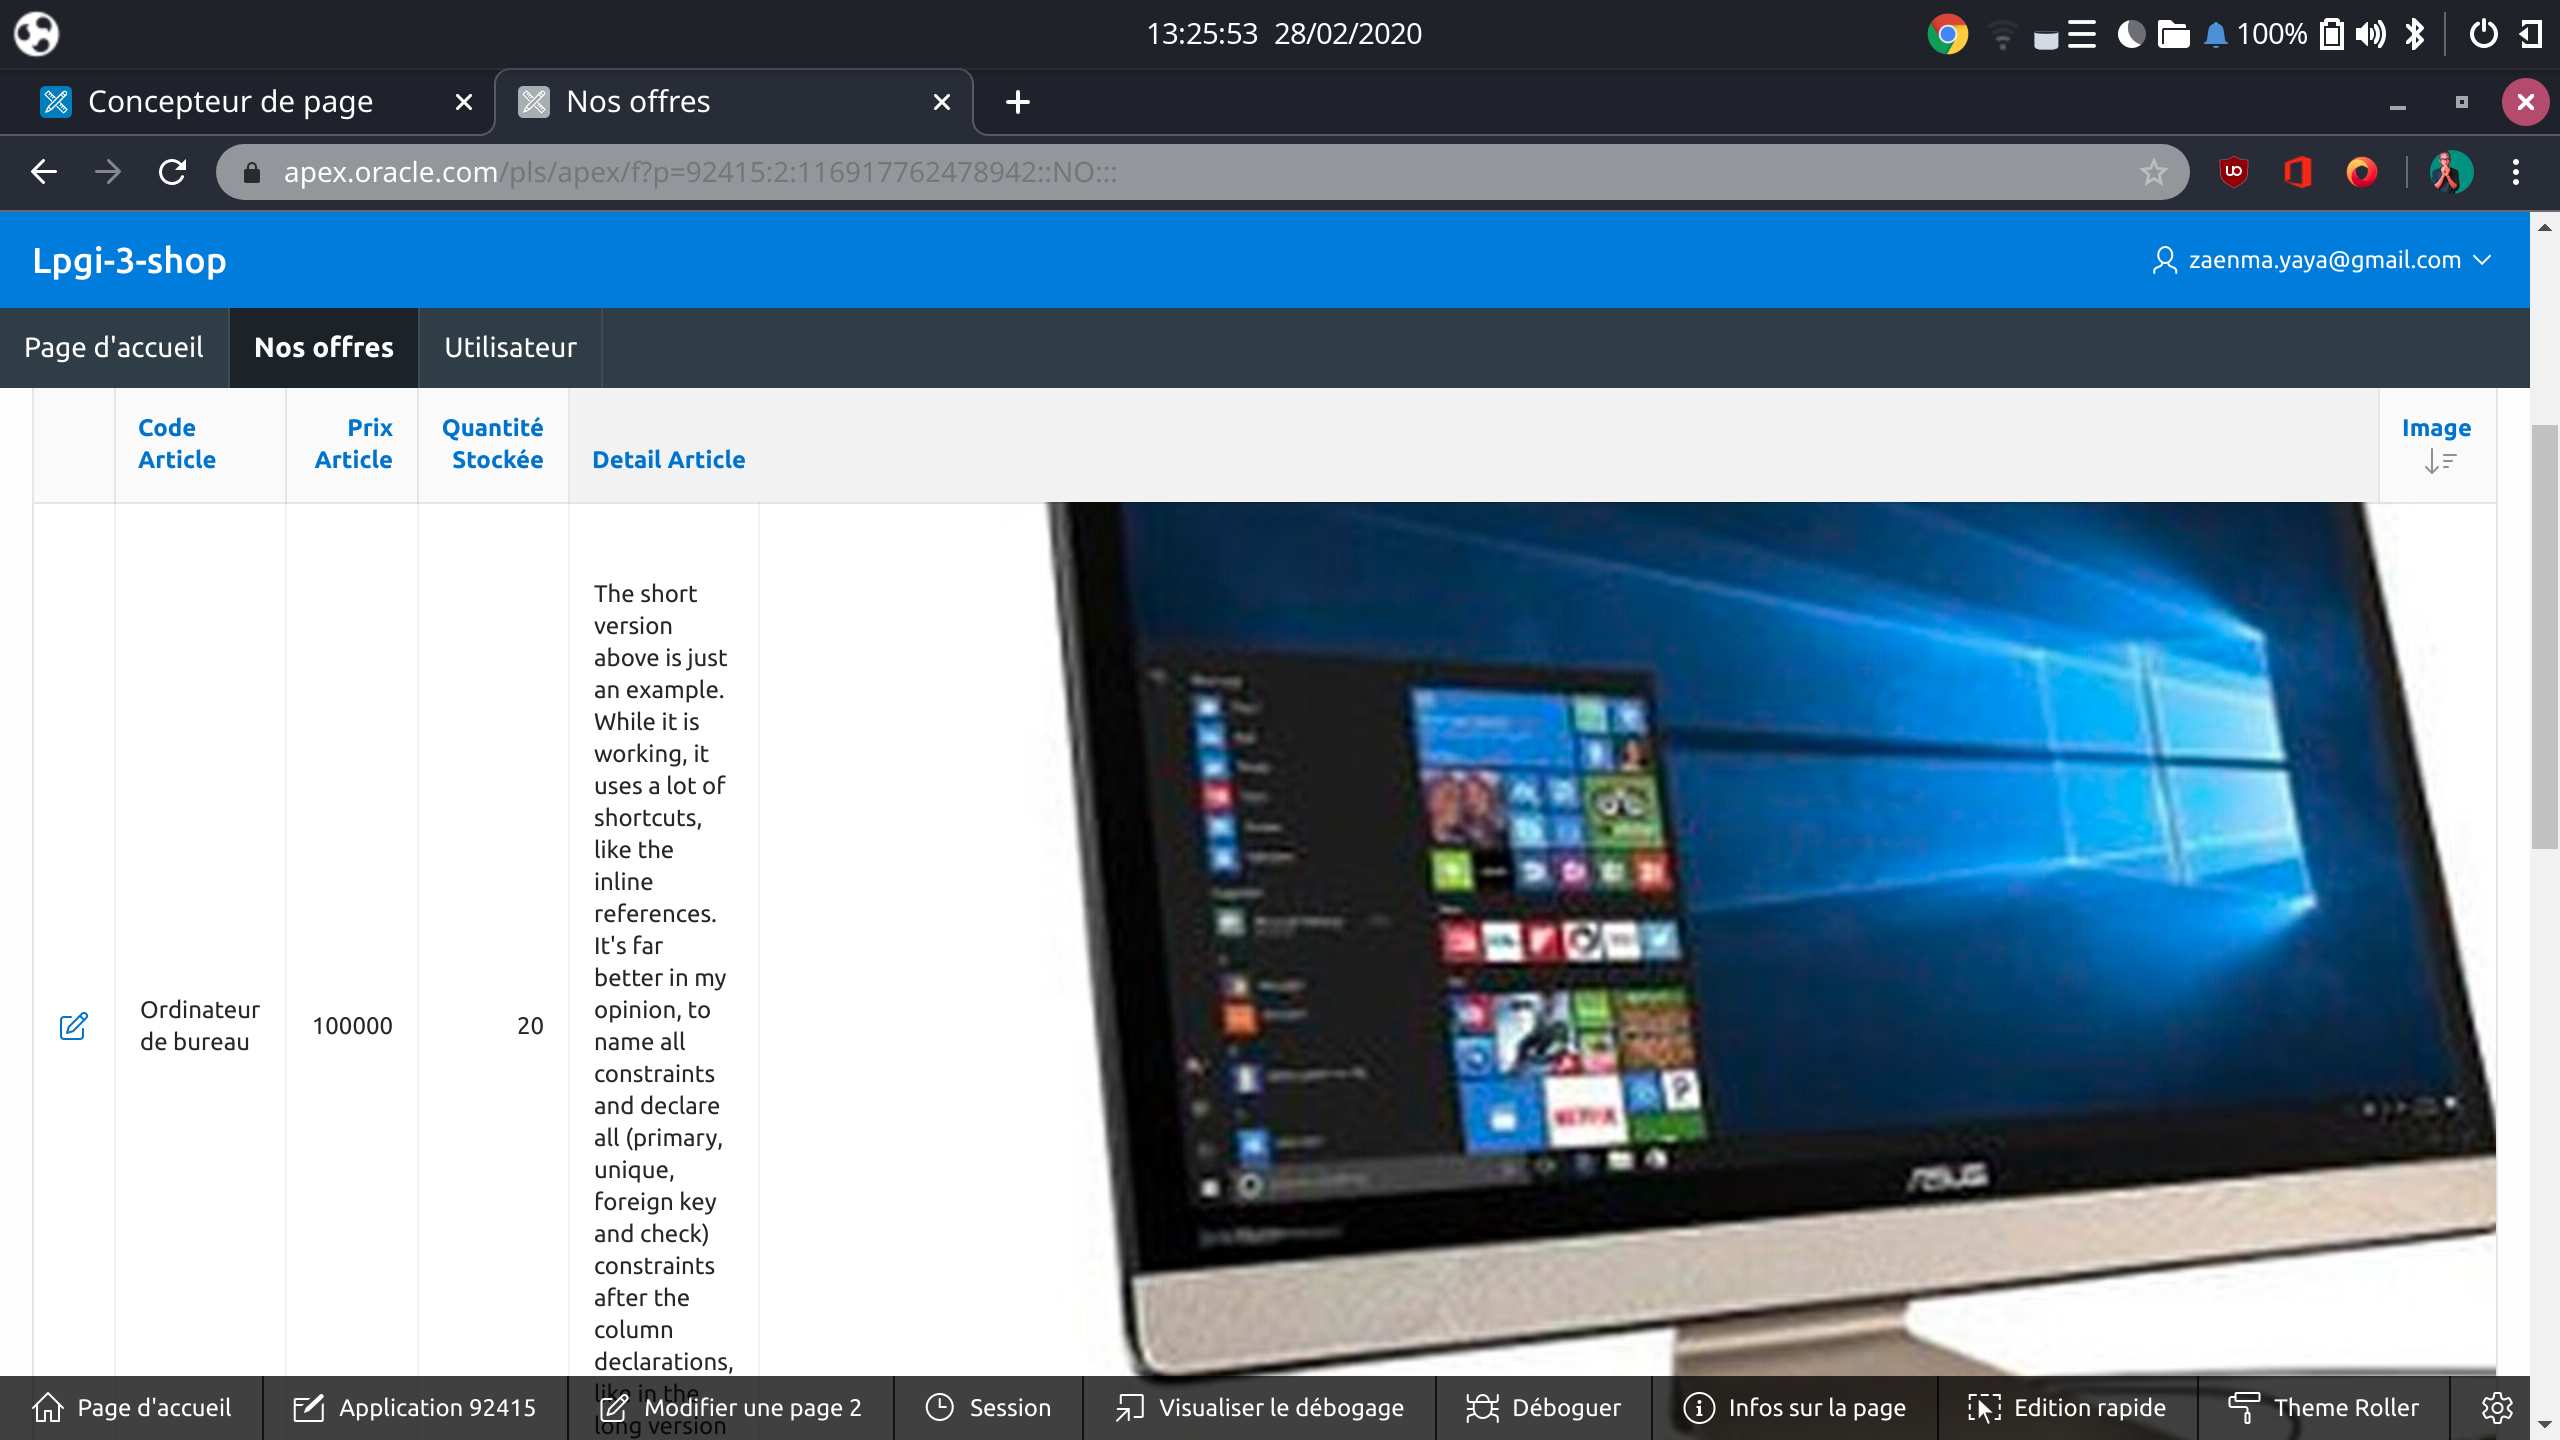 13:25:53 28/02/2020
100%
Concepteur de page
Nos offres
apex.oracle.com/pls/apex/f?p=92415:2:116917762478942::NO:::
Lpgi-3-shop
zaenma.yaya@gmail.com
Page d'accueil
Nos offres
Utilisateur
Code
Article
Prix
Article
Quantité
Stockée
Detail Article
Image
Ordinateur
de bureau
100000
20
The short
version
above is just
an example.
While it is
working, it
uses a lot of
shortcuts,
like the
inline
references.
It's far
better in my
opinion, to
name all
constraints
and declare
all (primary,
unique,
foreign key
and check)
constraints
after the
column
declarations,
like in the
long version
NETFLIX
ASUS
Page d'accueil
Application 92415
Modifier une page 2
Session
Visualiser le débogage
Déboguer
Infos sur la page
Edition rapide
Theme Roller